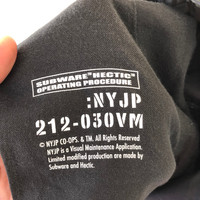 SUBWARE "HECTIC"
OPERATING PROCEDURE
:NYJP
212-030VM
© NYJP CO-OPS. & TM. All Rights Reserved
NYJP is a Visual Maintenance Application.
Limited modified production are made by
Subware and Hectic.